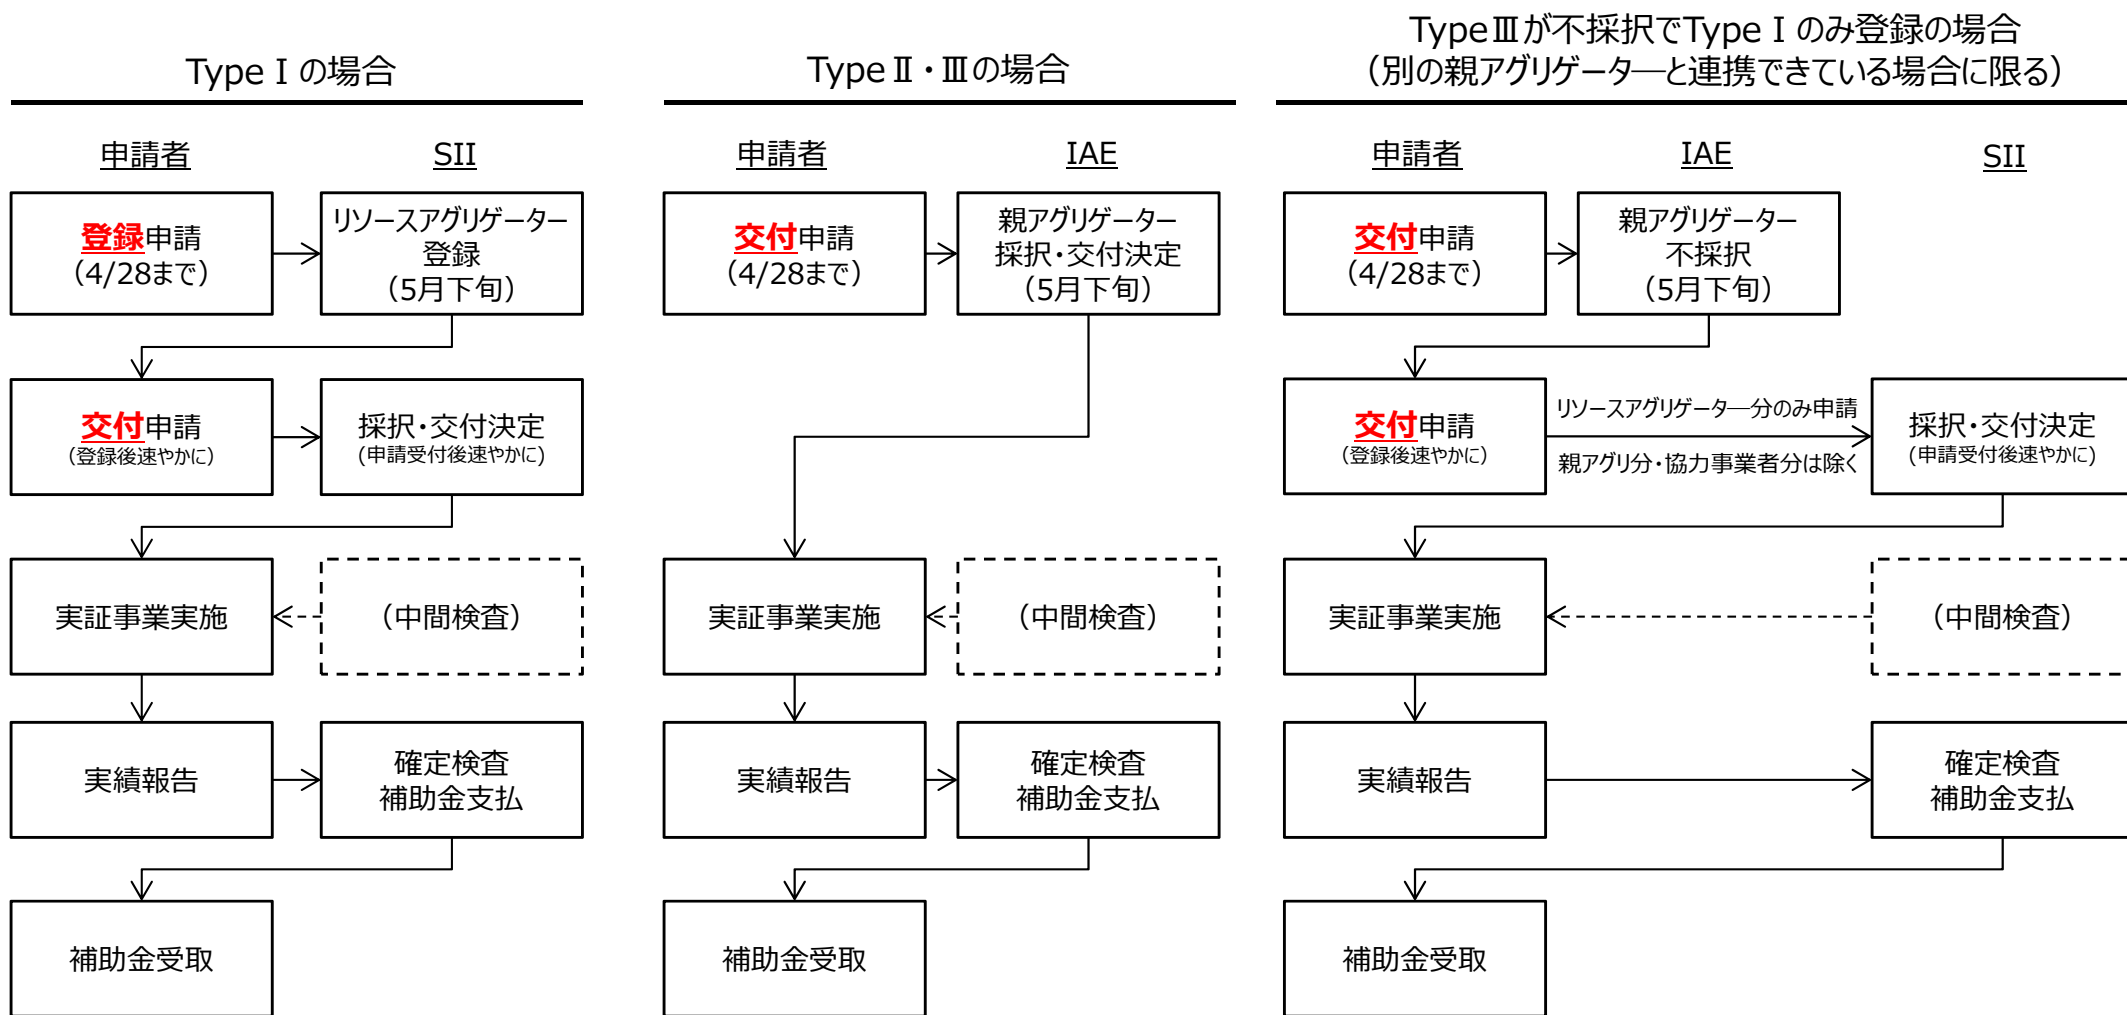 Type Ⅰ の場合
申請者
SII
登録申請
（4/28まで）
リソースアグリゲーター
登録
（5月下旬）
交付申請
（登録後速やかに）
採択・交付決定
（申請受付後速やかに）
実証事業実施
（中間検査）
実績報告
確定検査
補助金支払
補助金受取
Type Ⅱ・Ⅲの場合
申請者
IAE
交付申請
（4/28まで）
親アグリゲーター
採択・交付決定
（5月下旬）
実証事業実施
（中間検査）
実績報告
確定検査
補助金支払
補助金受取
TypeⅢが不採択でType Ⅰ のみ登録の場合
（別の親アグリゲータ―と連携できている場合に限る）
申請者
IAE
SII
交付申請
（4/28まで）
親アグリゲーター
不採択
（5月下旬）
交付申請
（登録後速やかに）
リソースアグリゲータ―分のみ申請
親アグリ分・協力事業者分は除く
採択・交付決定
（申請受付後速やかに）
実証事業実施
（中間検査）
実績報告
確定検査
補助金支払
補助金受取